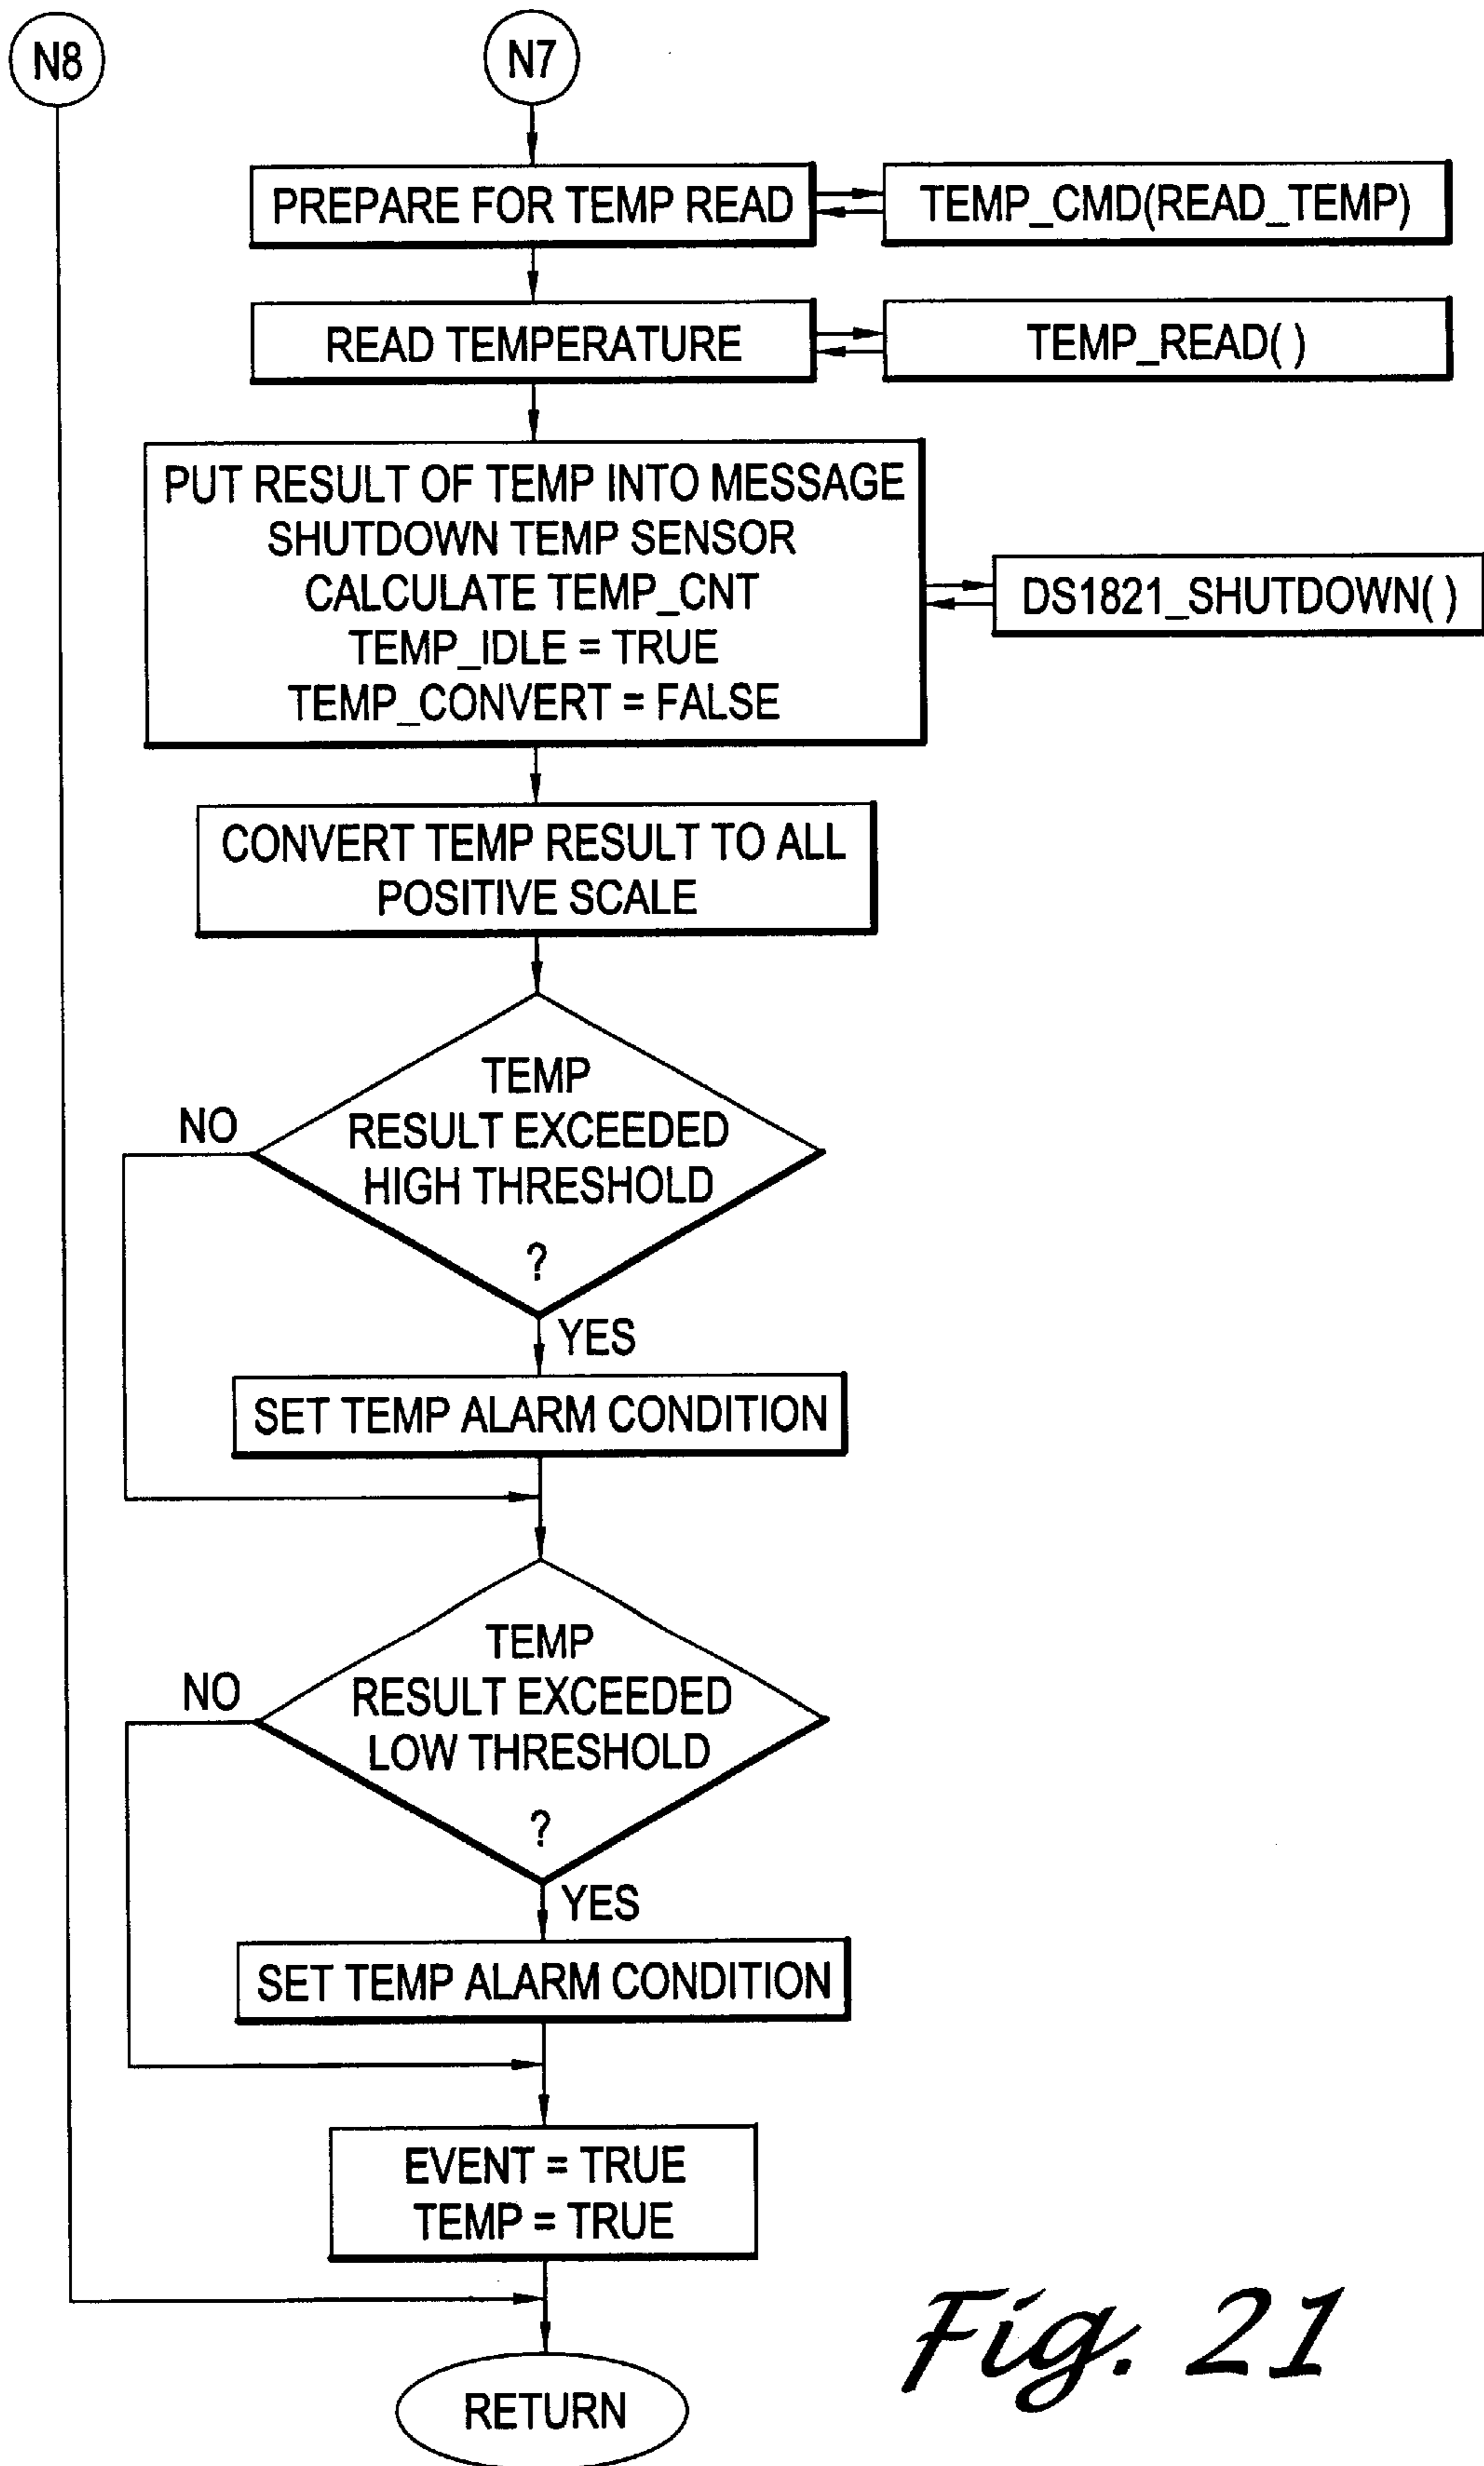 N8
N7
PREPARE FOR TEMP READ
TEMP_CMD(READ_TEMP)
READ TEMPERATURE
TEMP_READ( )
PUT RESULT OF TEMP INTO MESSAGE
SHUTDOWN TEMP SENSOR
CALCULATE TEMP_CNT
TEMP_IDLE = TRUE
TEMP_CONVERT = FALSE
DS1821_SHUTDOWN( )
CONVERT TEMP RESULT TO ALL
POSITIVE SCALE
TEMP
RESULT EXCEEDED
HIGH THRESHOLD
?
NO
YES
SET TEMP ALARM CONDITION
TEMP
RESULT EXCEEDED
LOW THRESHOLD
?
NO
YES
SET TEMP ALARM CONDITION
EVENT = TRUE
TEMP = TRUE
RETURN
Fig. 21